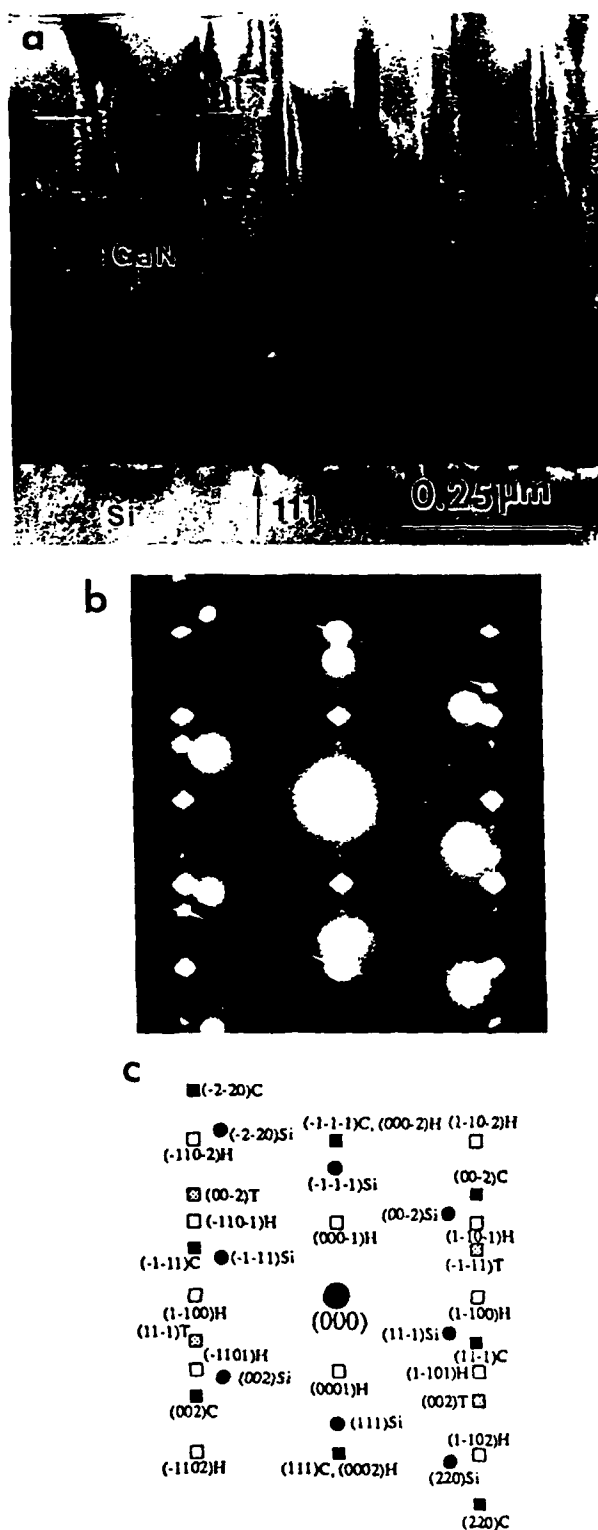 a
GaN
Si
111
0.25μm
b
c
(-2-20)C
(-2-20)Si
(-1-1-1)C, (000-2)H
(1-10-2)H
(-110-2)H
(-1-1-1)Si
(00-2)C
(00-2)T
(00-2)Si
(-110-1)H
(000-1)H
(1-10-1)H
(-1-11)C
(-1-11)Si
(-1-11)T
(1-100)H
(000)
(1-100)H
(11-1)T
(11-1)Si
(11-1)C
(-1101)H
(1-101)H
(002)Si
(0001)H
(002)C
(002)T
(111)Si
(1-102)H
(-1102)H
(111)C, (0002)H
(220)Si
(220)C